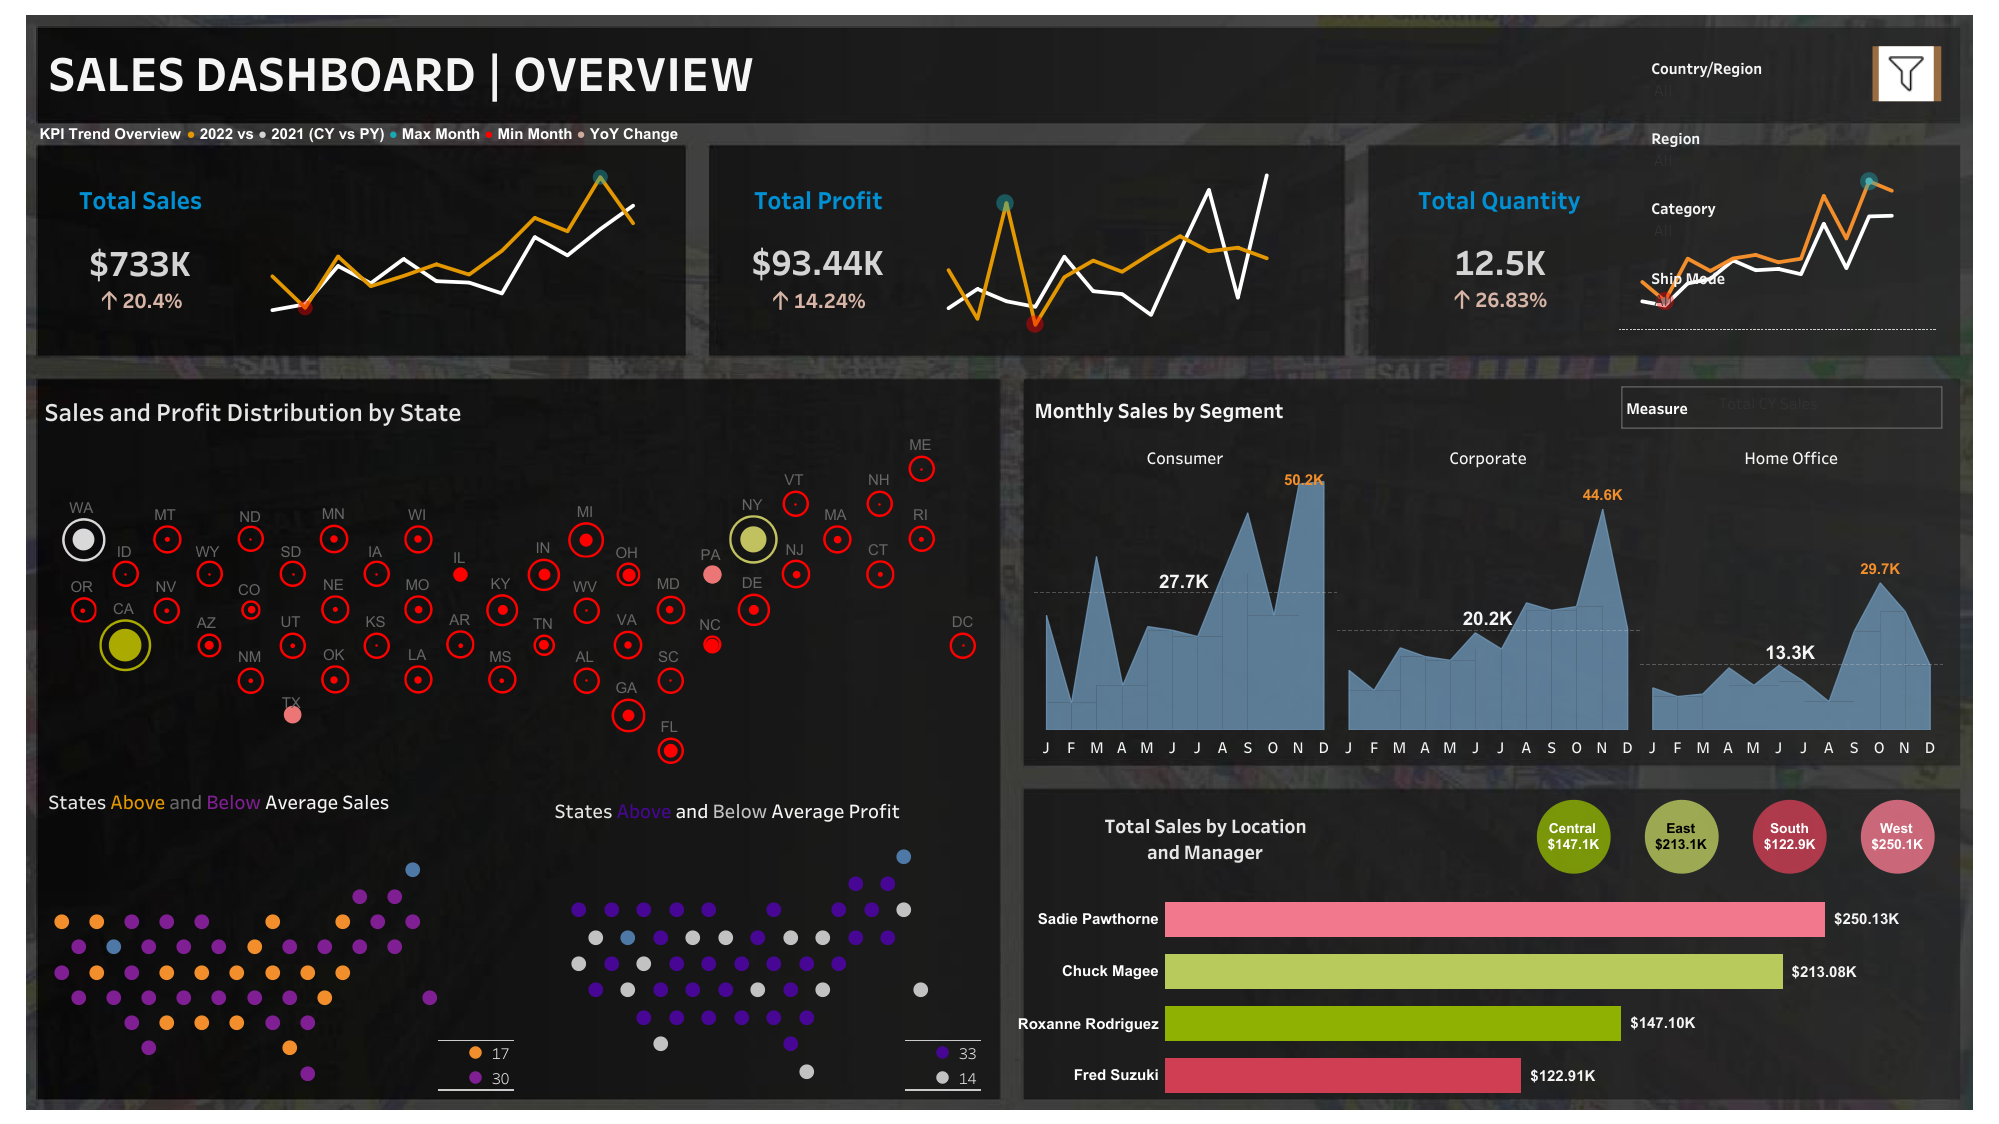 SALES DASHBOARD | OVERVIEW
Country/Region
All
KPI Trend Overview ● 2022 vs ● 2021 (CY vs PY) ● Max Month ● Min Month ● YoY Change
Region
All
Total Sales
$733K
↑ 20.4%
Total Profit
$93.44K
↑ 14.24%
Total Quantity
12.5K
↑ 26.83%
Category
All
Ship Mode
SALE
SALE
Sales and Profit Distribution by State
ME
VT
NH
WA
MT
ND
MN
WI
MI
NY
MA
RI
ID
WY
SD
IA
IL
IN
OH
PA
NJ
CT
OR
NV
CO
NE
MO
KY
WV
MD
DE
CA
AZ
UT
KS
AR
TN
VA
NC
DC
NM
OK
LA
MS
AL
SC
TX
GA
FL
States Above and Below Average Sales
17
30
States Above and Below Average Profit
33
14
Monthly Sales by Segment
Measure
Total CY Sales
Consumer
Corporate
Home Office
50.2K
44.6K
29.7K
27.7K
20.2K
13.3K
J F M A M J J A S O N D
J F M A M J J A S O N D
J F M A M J J A S O N D
Total Sales by Location
and Manager
Central
$147.1K
East
$213.1K
South
$122.9K
West
$250.1K
Sadie Pawthorne $250.13K
Chuck Magee $213.08K
Roxanne Rodriguez $147.10K
Fred Suzuki $122.91K